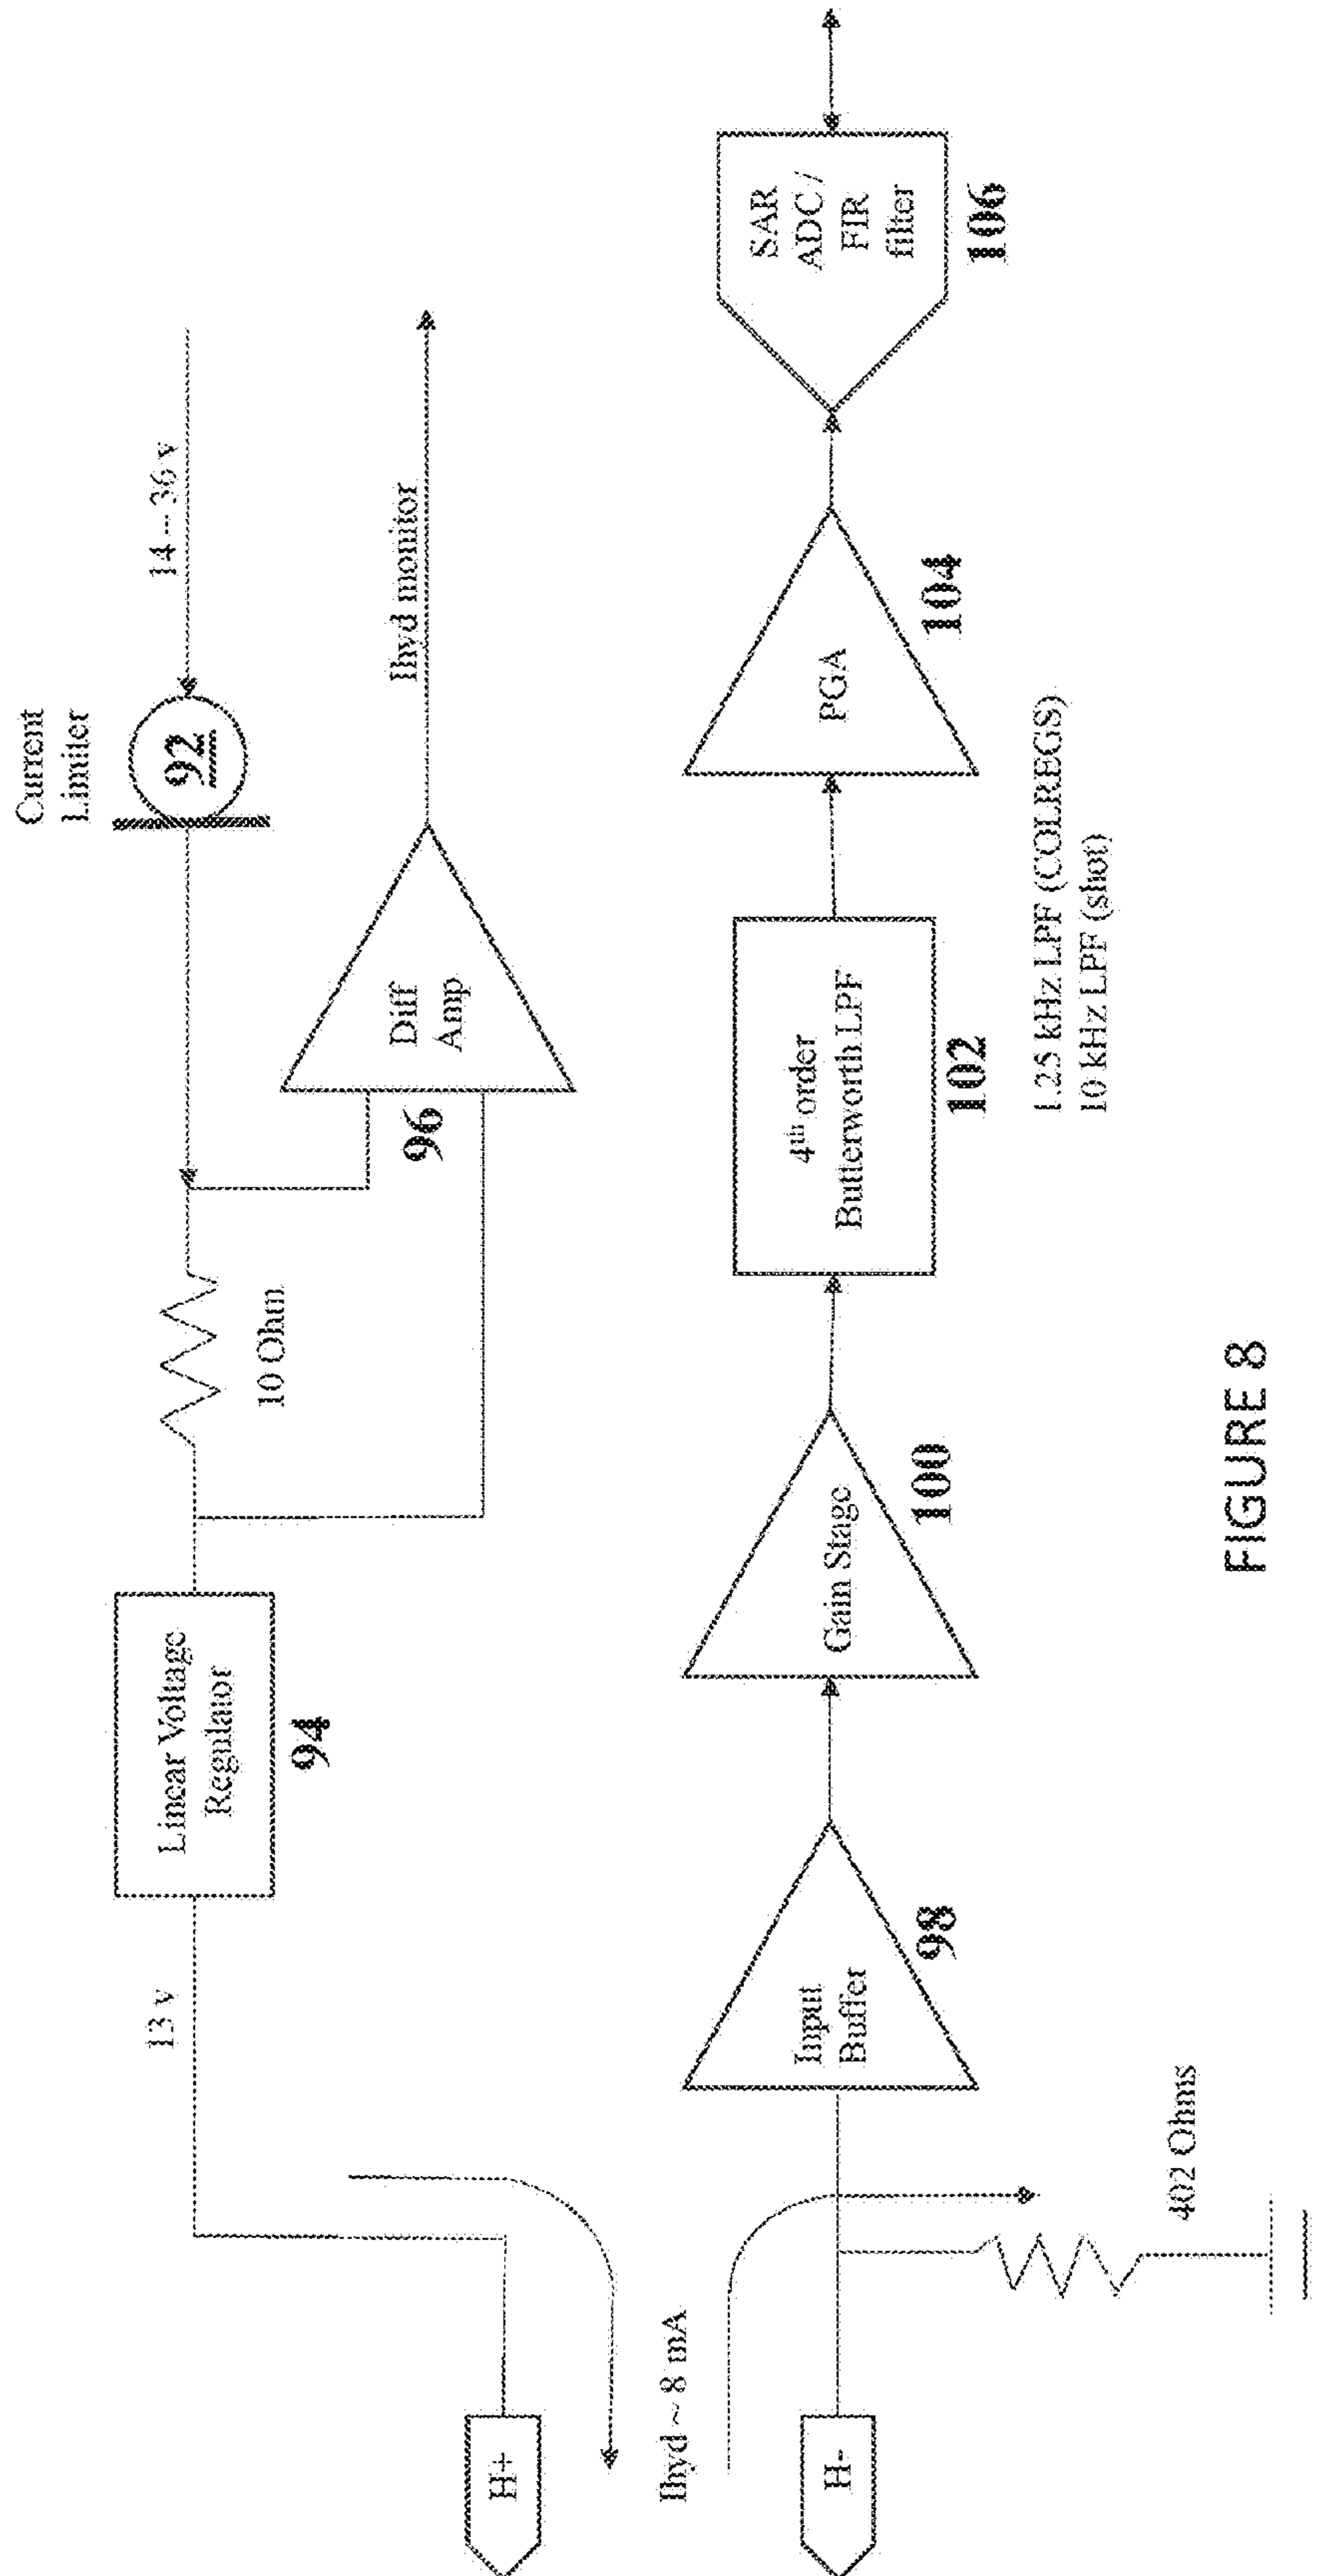 Current
Limiter
92
14 – 36 v
Ihyd monitor
Diff
Amp
96
10 Ohm
Linear Voltage
Regulator
94
13 v
H+
Ihyd ~ 8 mA
H-
402 Ohms
Input
Buffer
98
Gain Stage
100
4th order
Butterworth LPF
102
1.25 kHz LPF (COLREGS)
10 kHz LPF (shot)
PGA
104
SAR
ADC /
FIR
filter
106
FIGURE 8